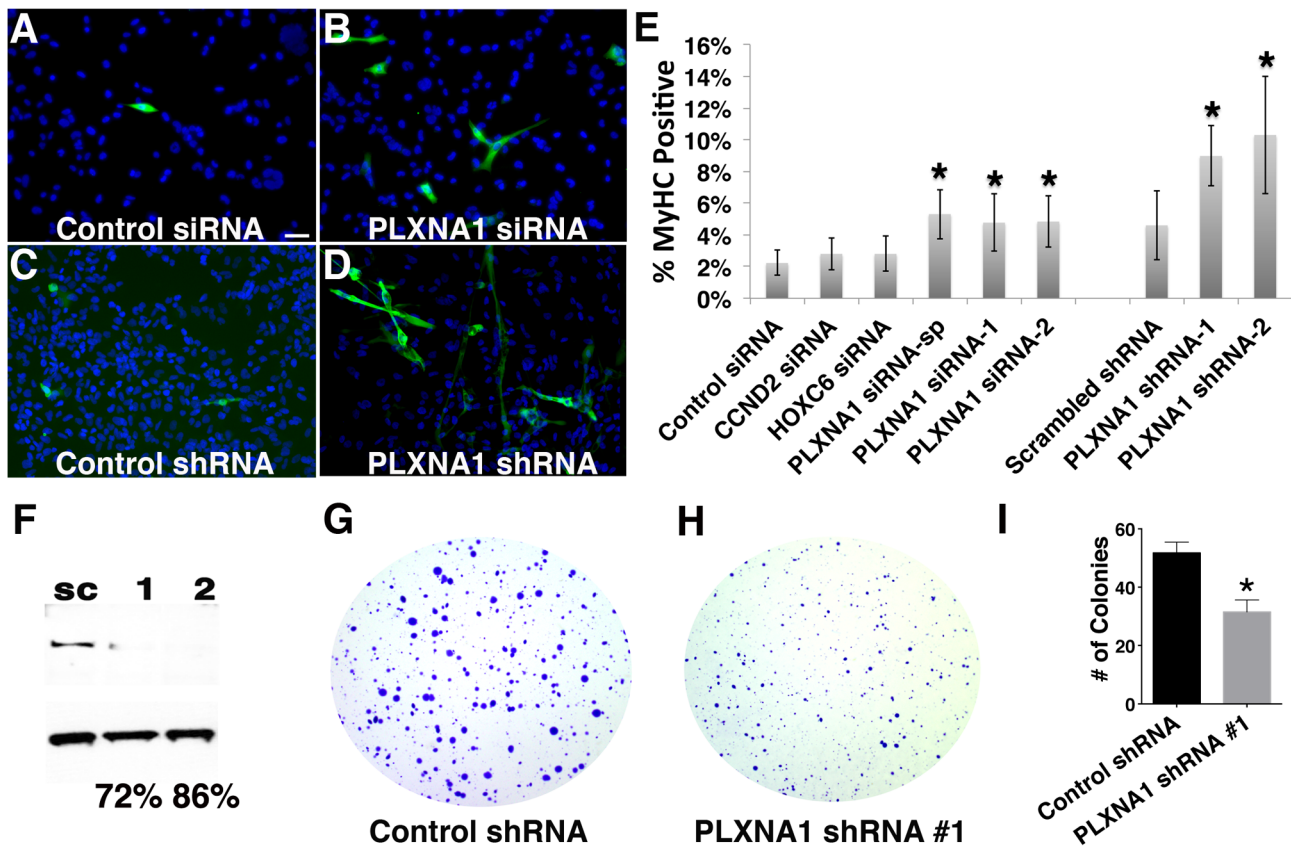 A
Control siRNA
B
PLXNA1 siRNA
C
Control shRNA
D
PLXNA1 shRNA
E
% MyHC Positive
16%
14%
12%
10%
8%
6%
4%
2%
0%
*
*
*
*
*
Control siRNA
CCND2 siRNA
HOXC6 siRNA
PLXNA1 siRNA-sp
PLXNA1 siRNA-1
PLXNA1 siRNA-2
Scrambled shRNA
PLXNA1 shRNA-1
PLXNA1 shRNA-2
F
sc 1 2
72% 86%
G
Control shRNA
H
PLXNA1 shRNA #1
I
# of Colonies
60
40
20
0
*
Control shRNA
PLXNA1 shRNA #1